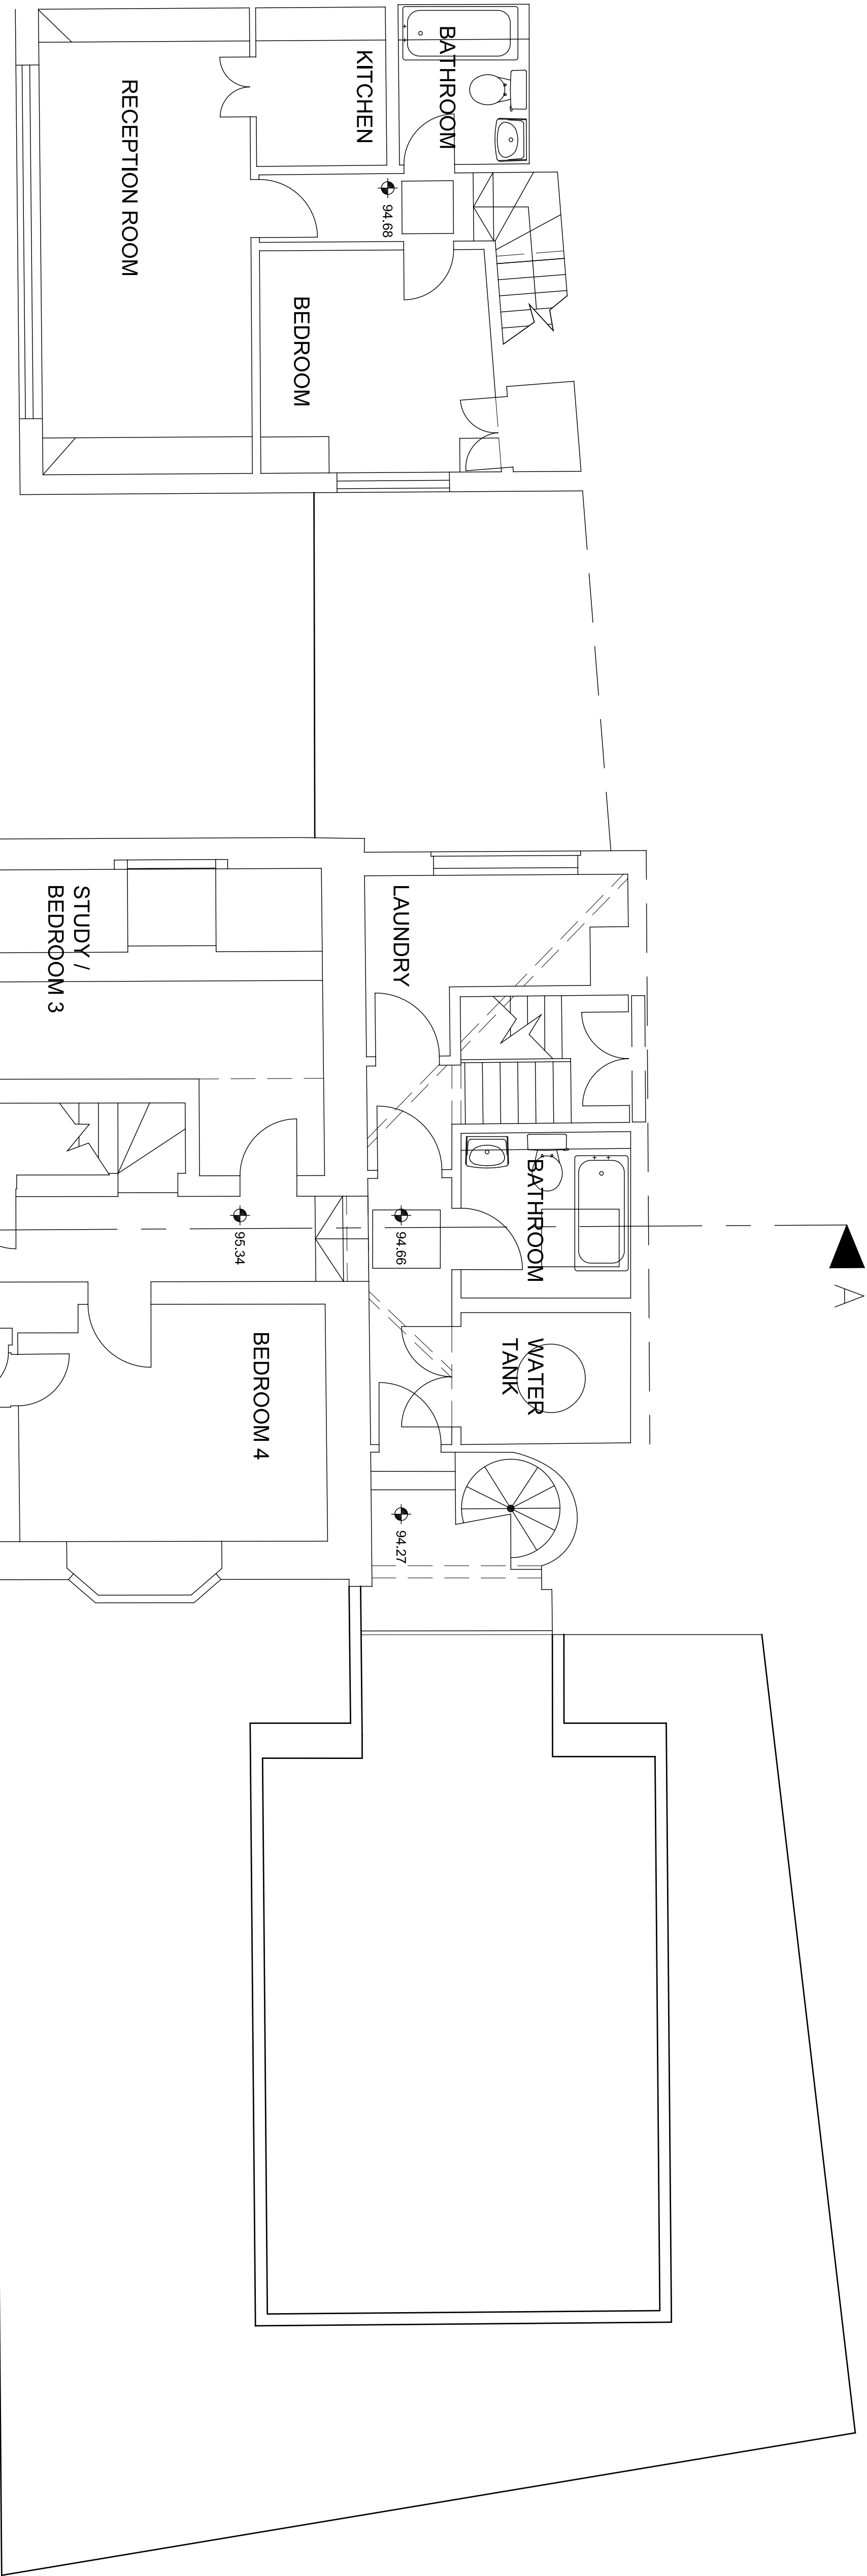 BATHROOM
KITCHEN
RECEPTION ROOM
94.68
BEDROOM
STUDY /
BEDROOM 3
LAUNDRY
BATHROOM
A
95.34
94.66
BEDROOM 4
WATER
TANK
94.27